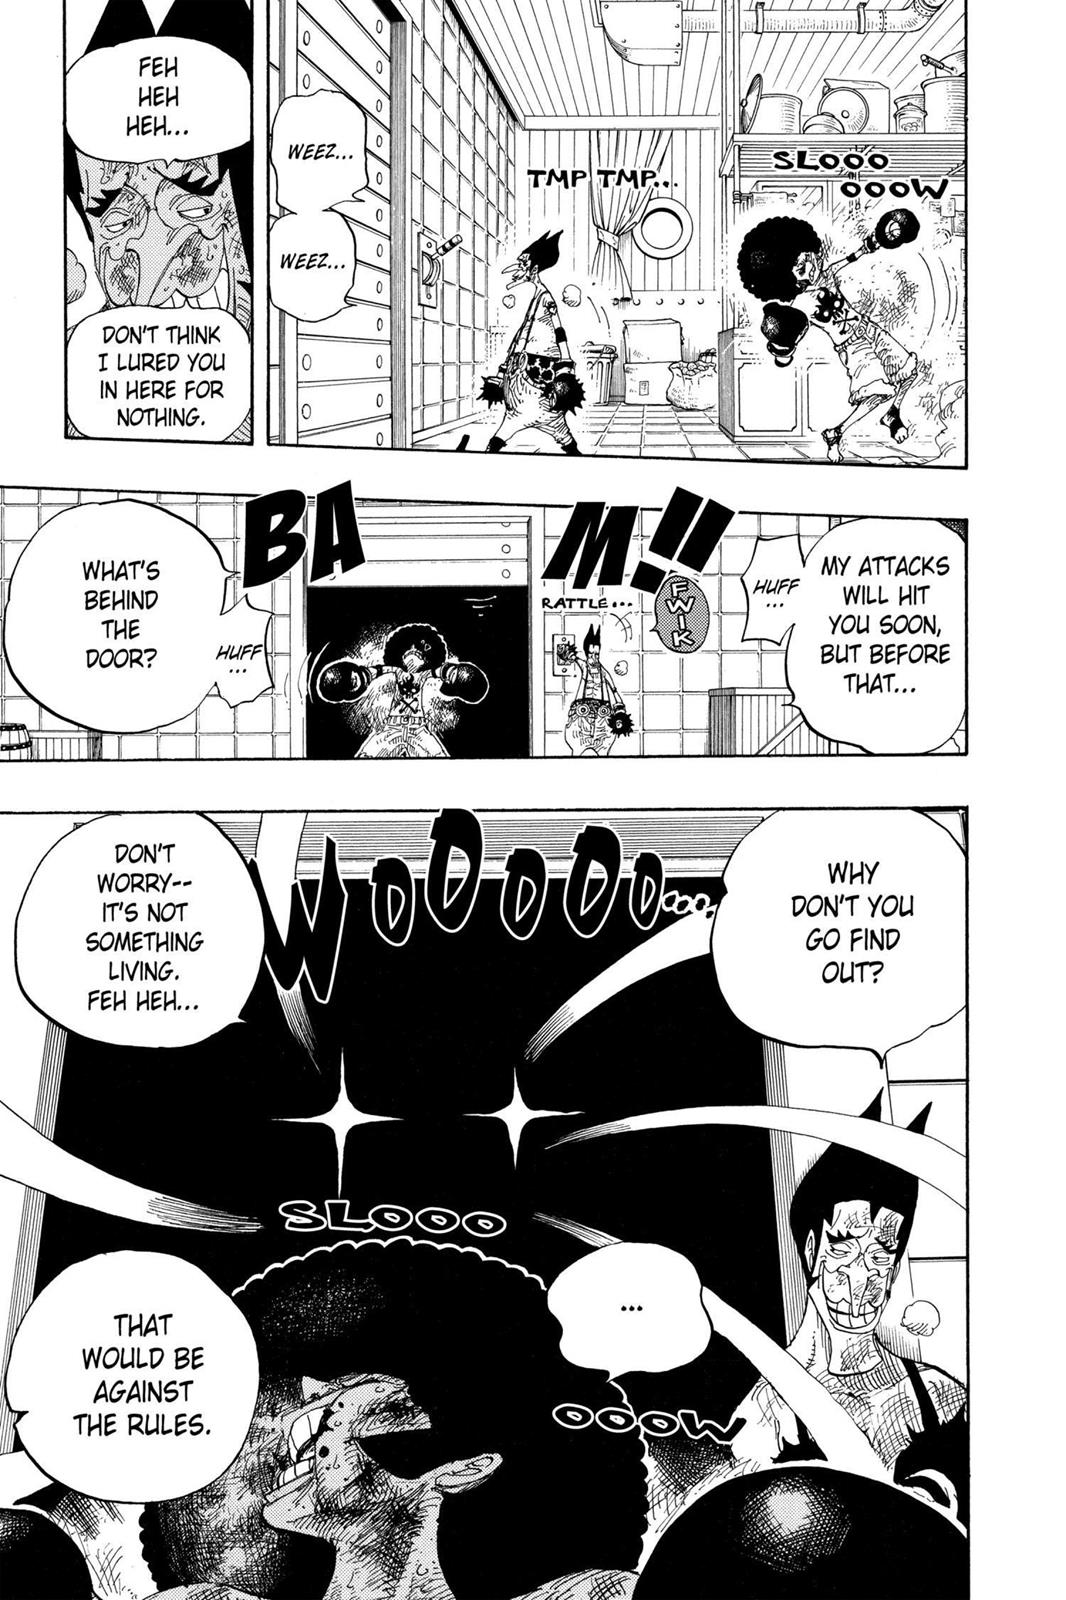 SLOOO
OOOW
TMP TMP...
WEEZ...
WEEZ...
FEH
HEH
HEH...
DON'T THINK
I LURED YOU
IN HERE FOR
NOTHING.
MY ATTACKS
WILL HIT
YOU SOON,
BUT BEFORE
THAT...
HUFF
...
FWIK
RATTLE...
BAM!!
WHAT'S
BEHIND
THE
DOOR?
HUFF
...
WHY
DON'T YOU
GO FIND
OUT?
WOOOOOooo...
DON'T
WORRY--
IT'S NOT
SOMETHING
LIVING.
FEH HEH...
SLOOO
OOOW
...
THAT
WOULD BE
AGAINST
THE RULES.